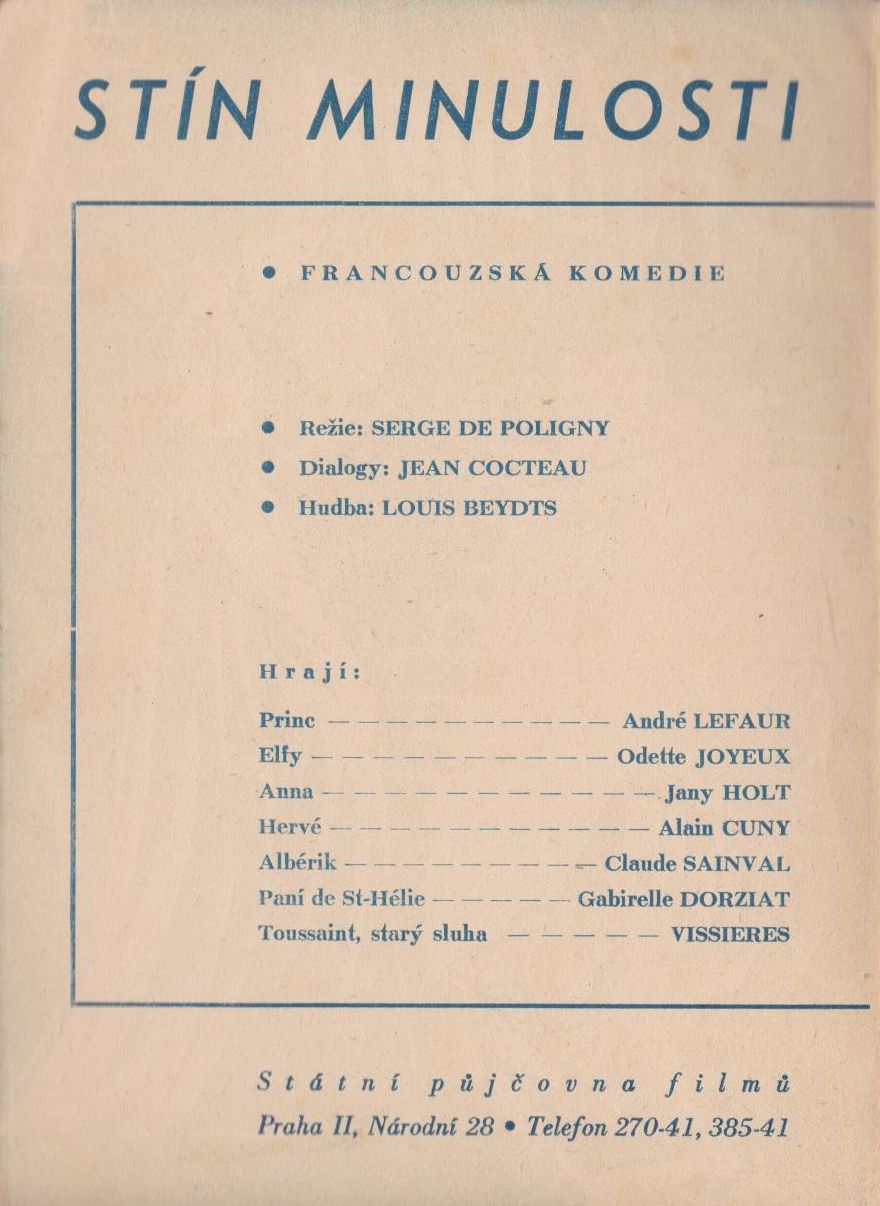 STÍN MINULOSTI
• FRANCOUZSKÁ KOMEDIE
• Režie: SERGE DE POLIGNY
• Dialogy: JEAN COCTEAU
• Hudba: LOUIS BEYDTS
Hrají:
Princ — — — — — — — — — — André LEFAUR
Elfy — — — — — — — — — — Odette JOYEUX
Anna — — — — — — — — — — — — Jany HOLT
Hervé — — — — — — — — — — — Alain CUNY
Albérik — — — — — — — — — Claude SAINVAL
Paní de St-Hélie — — — — — Gabirelle DORZIAT
Toussaint, starý sluha — — — — — VISSIERES
Státní půjčovna filmů
Praha II, Národní 28 • Telefon 270-41, 385-41